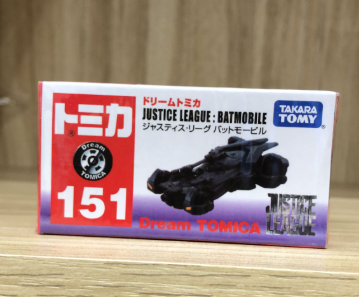 トミカ
Dream
TOMICA
151
ドリームトミカ
JUSTICE LEAGUE : BATMOBILE
ジャスティス・リーグ バットモービル
TAKARA
TOMY
Dream TOMICA
JUSTICE
LEAGUE